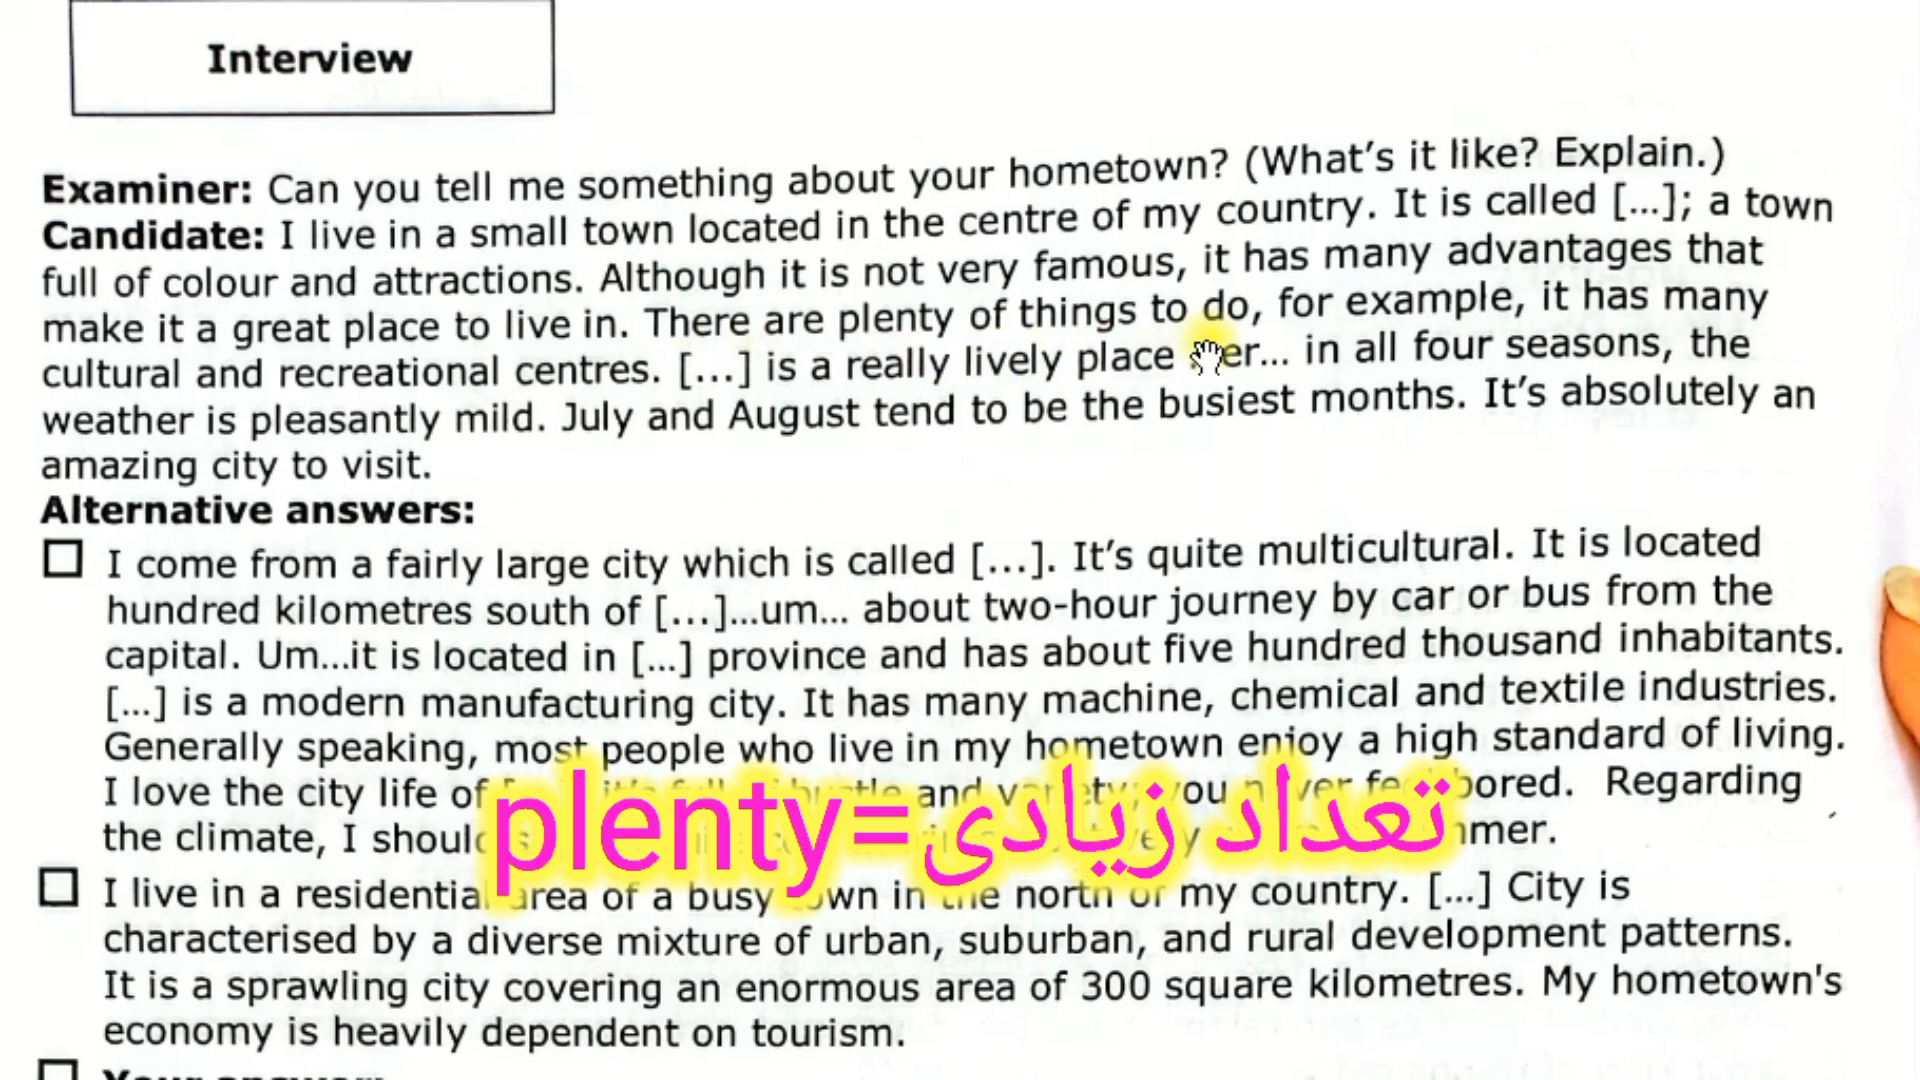 Interview
Examiner: Can you tell me something about your hometown? (What's it like? Explain.)
Candidate: I live in a small town located in the centre of my country. It is called [...]; a town
full of colour and attractions. Although it is not very famous, it has many advantages that
make it a great place to live in. There are plenty of things to do, for example, it has many
cultural and recreational centres. [...] is a really lively place er... in all four seasons, the
weather is pleasantly mild. July and August tend to be the busiest months. It's absolutely an
amazing city to visit.
Alternative answers:
I come from a fairly large city which is called [...]. It's quite multicultural. It is located
hundred kilometres south of [...]...um... about two-hour journey by car or bus from the
capital. Um...it is located in [...] province and has about five hundred thousand inhabitants.
[...] is a modern manufacturing city. It has many machine, chemical and textile industries.
Generally speaking, most people who live in my hometown enjoy a high standard of living.
I love the city life of and you bored. Regarding
the climate, I
plenty=تعداد زیادی
I live in a residential area of a busy town in the north of my country. [...] City is
characterised by a diverse mixture of urban, suburban, and rural development patterns.
It is a sprawling city covering an enormous area of 300 square kilometres. My hometown's
economy is heavily dependent on tourism.
Your answer: